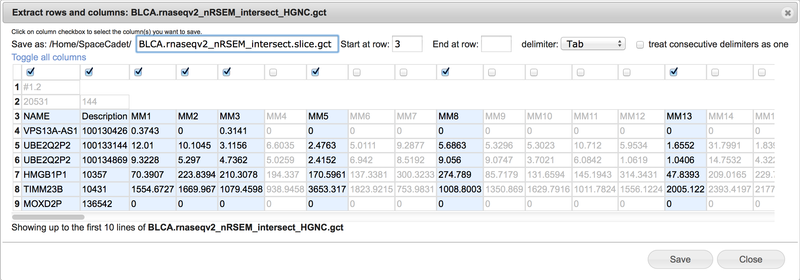 Extract rows and columns: BLCA.rnaseqv2_nRSEM_intersect_HGNC.gct
Click on column checkbox to select the column(s) you want to save.
Save as: /Home/SpaceCadet/ BLCA.rnaseqv2_nRSEM_intersect.slice.gct Start at row: 3 End at row: delimiter: Tab treat consecutive delimiters as one
Toggle all columns
1 #1.2
2 20531 144
3 NAME Description MM1 MM2 MM3 MM4 MM5 MM6 MM7 MM8 MM9 MM10 MM11 MM12 MM13 MM14 MM1
4 VPS13A-AS1 100130426 0.3743 0 0.3141 0 0 0 0 0 0 0 0 0 0 0 0
5 UBE2Q2P2 100133144 12.01 10.1045 3.1156 6.6035 2.4763 5.0111 9.2877 5.6863 5.3296 5.3023 10.712 5.9534 1.6552 31.7991 1.839
6 UBE2Q2P2 100134869 9.3228 5.297 4.7362 5.0259 2.4152 6.942 8.5192 9.056 9.0747 3.7021 6.0842 1.0619 1.0406 14.7532 4.322
7 HMGB1P1 10357 70.3907 223.8394 210.3078 194.337 170.5961 137.3381 300.3233 274.789 85.7179 131.6594 145.1943 314.3431 47.8393 209.0165 229.7
8 TIMM23B 10431 1554.6727 1669.967 1079.4598 938.9458 3653.317 1823.9215 753.9831 1008.8003 1350.869 1629.7916 1011.7824 1556.1224 2005.122 2393.4197 2177
9 MOXD2P 136542 0 0 0 0 0 0 0 0 0 0 0 0 0 0 0
Showing up to the first 10 lines of BLCA.rnaseqv2_nRSEM_intersect_HGNC.gct
Save Close